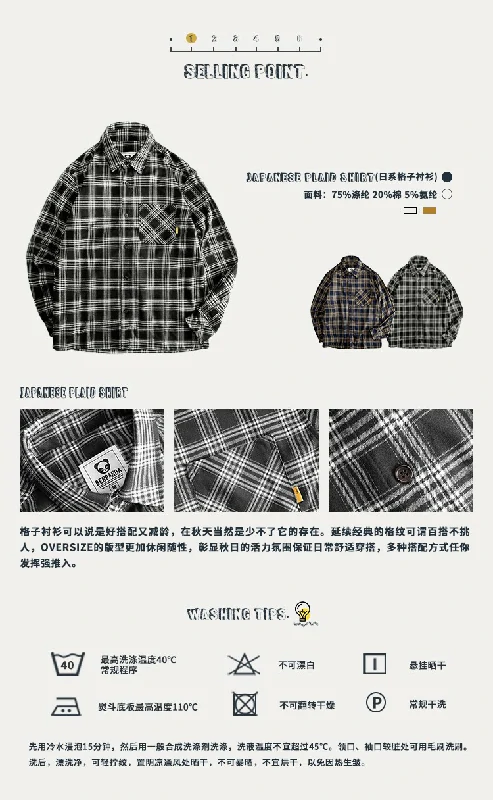 1 2 3 4 5 6
SELLING POINT.
JAPANESE PLAID SHIRT(日系格子衬衫)
面料：75%涤纶 20%棉 5%氨纶
JAPANESE PLAID SHIRT
格子衬衫可以说是好搭配又减龄，在秋天当然是少不了它的存在。延续经典的格纹可谓百搭不挑
人，OVERSIZE的版型更加休闲随性，彰显秋日的活力氛围保证日常舒适穿搭，多种搭配方式任你
发挥强推入。
WASHING TIPS.
40
最高洗涤温度40℃
常规程序
不可漂白
悬挂晒干
熨斗底板最高温度110℃
不可翻转干燥
P
常规干洗
先用冷水浸泡15分钟，然后用一般合成洗涤剂洗涤，洗液温度不宜超过45℃。领口、袖口较脏处可用毛刷洗刷。
洗后，漂洗净，可轻拧绞，置阴凉通风处晒干，不可暴晒，不宜烘干，以免因热生皱。